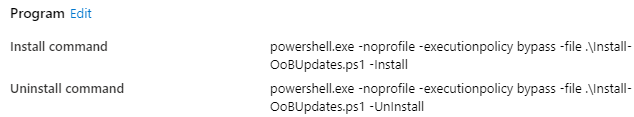 Program Edit
Install command powershell.exe -noprofile -executionpolicy bypass -file .\Install-
OoBUpdates.ps1 -Install
Uninstall command powershell.exe -noprofile -executionpolicy bypass -file .\Install-
OoBUpdates.ps1 -UnInstall